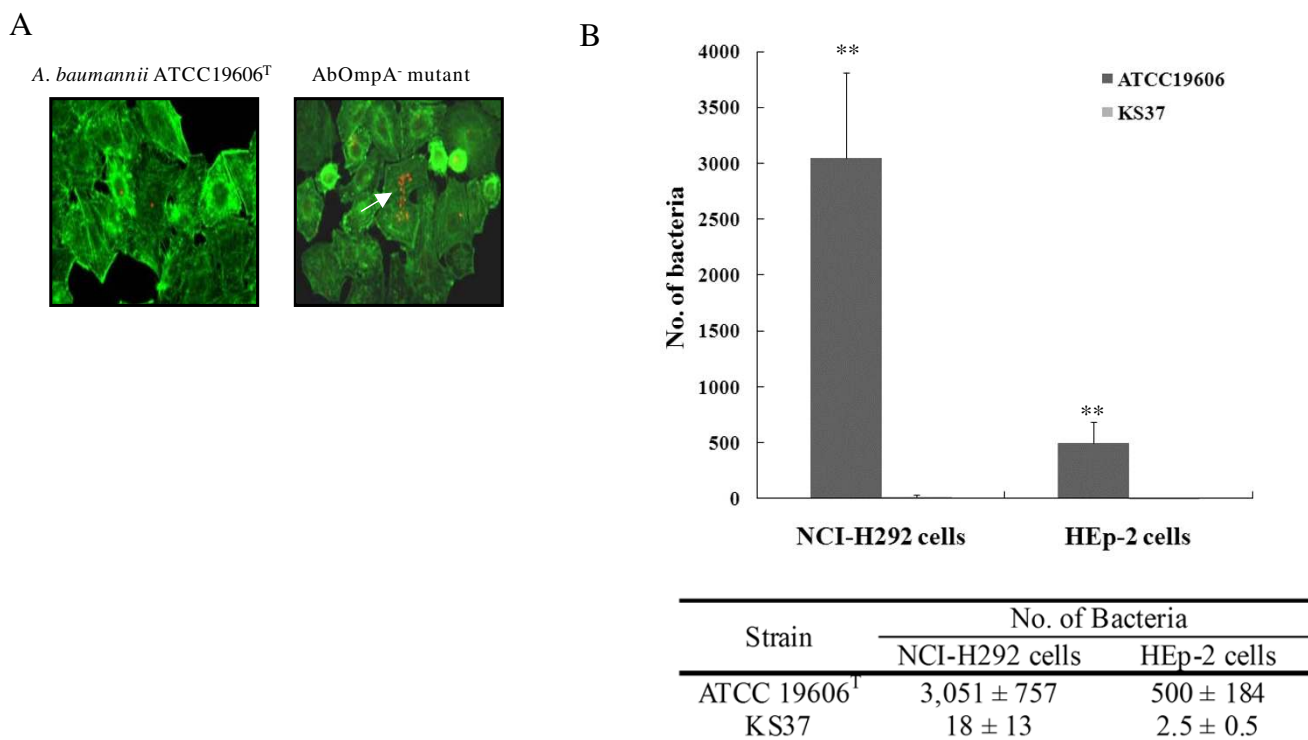 A
A. baumannii ATCC19606ᵀ
AbOmpA⁻ mutant
B
4000
3500
3000
2500
2000
1500
1000
500
0
No. of bacteria
**
**
ATCC19606
KS37
NCI-H292 cells
HEp-2 cells
Strain
No. of Bacteria
NCI-H292 cells
HEp-2 cells
ATCC 19606ᵀ 3,051 ± 757 500 ± 184
KS37 18 ± 13 2.5 ± 0.5